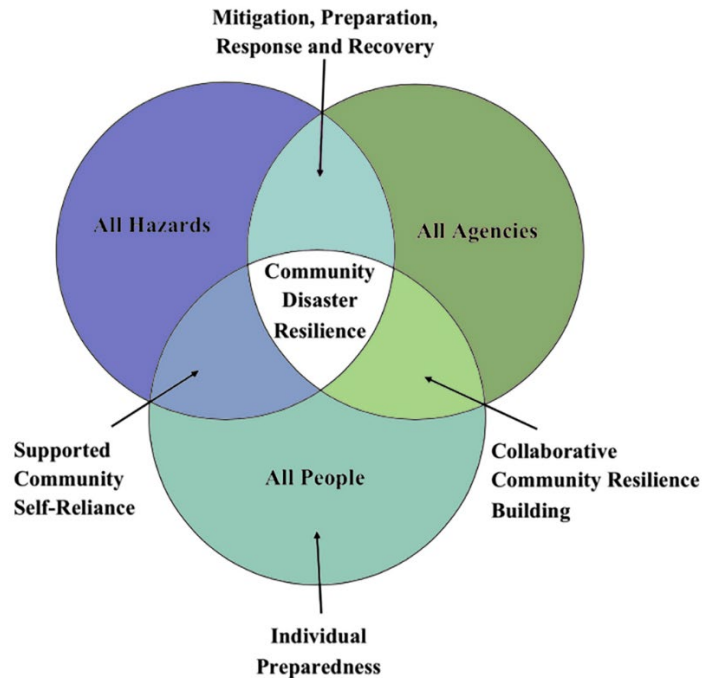 Mitigation, Preparation,
Response and Recovery
All Hazards
All Agencies
Community
Disaster
Resilience
Supported
Community
Self-Reliance
All People
Collaborative
Community Resilience
Building
Individual
Preparedness